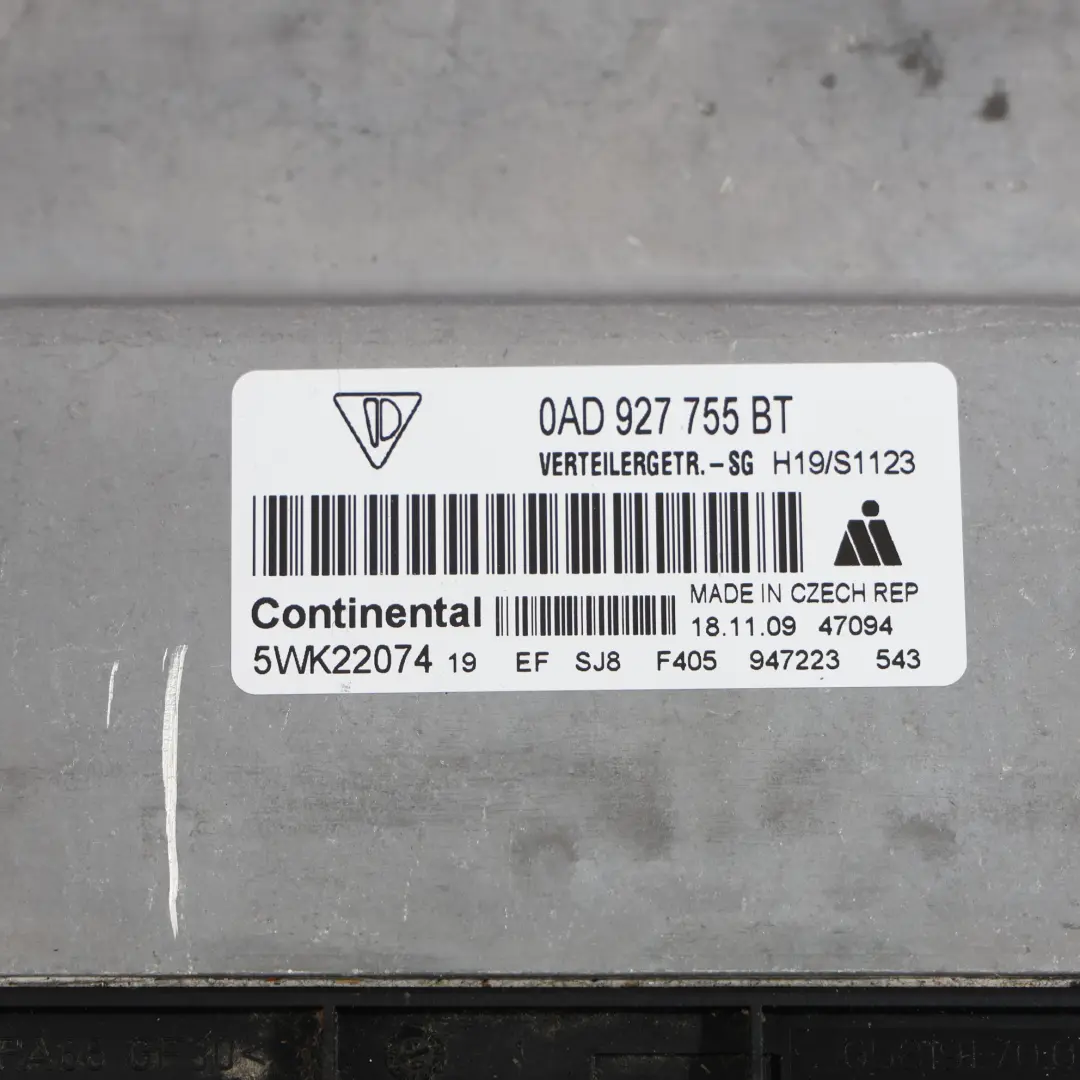 0AD 927 755 BT
VERTEILERGETR.-SG H19/S1123
MADE IN CZECH REP
Continental
18.11.09 47094
5WK22074 19 EF SJ8 F405 947223 543